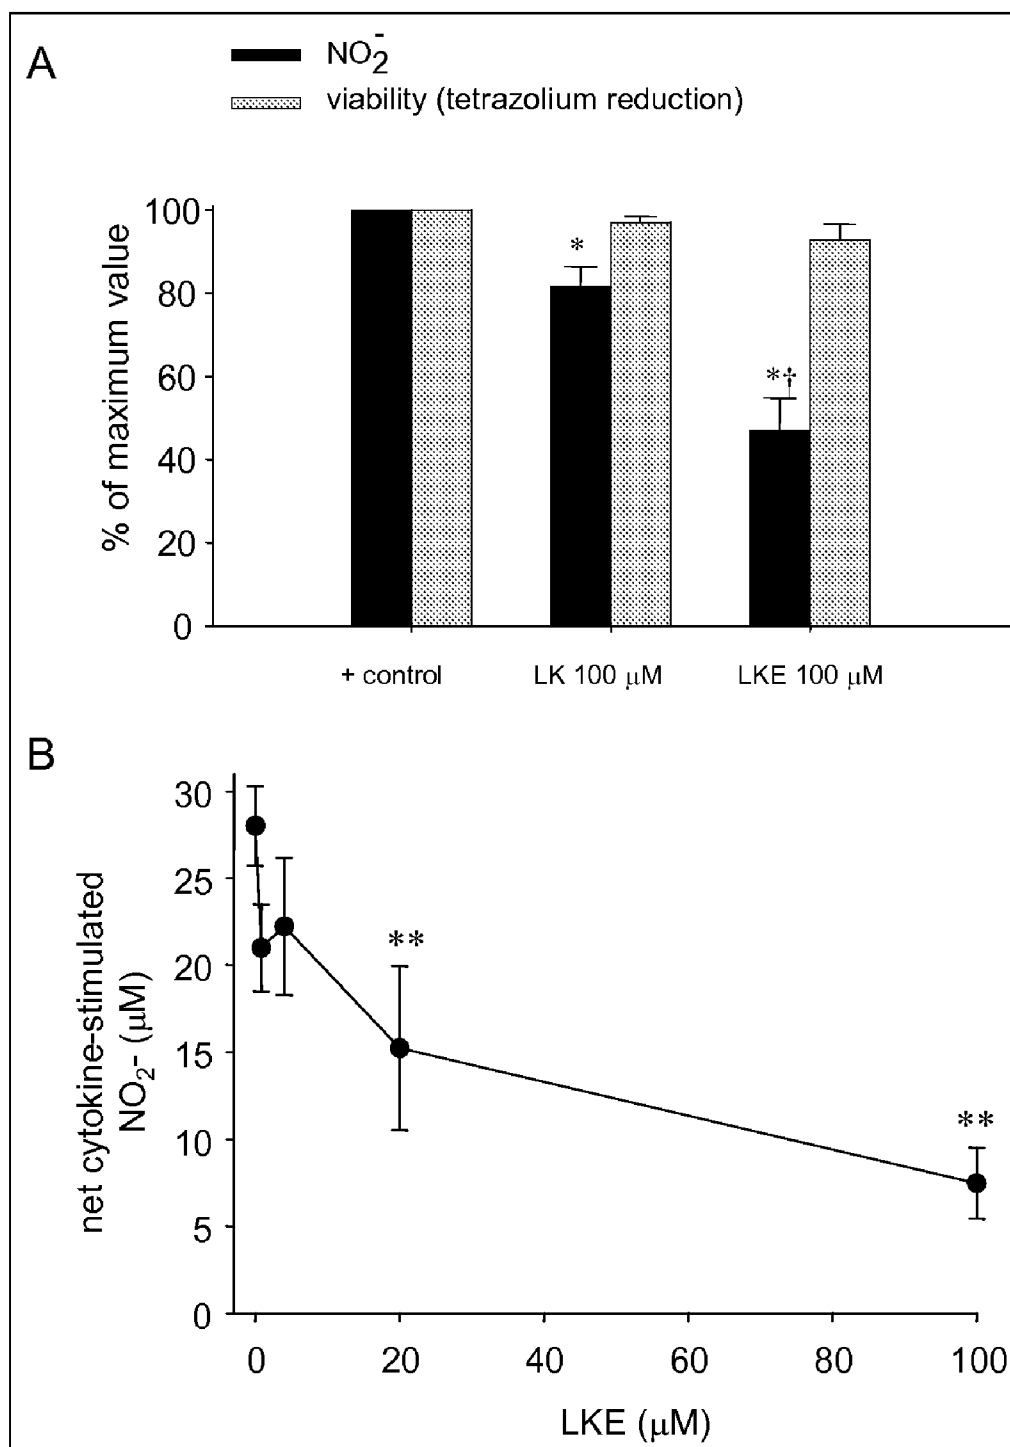 A
NO₂⁻
viability (tetrazolium reduction)
% of maximum value
100
80
60
40
20
0
*
*†
+ control
LK 100 μM
LKE 100 μM
B
net cytokine-stimulated
NO₂- (μM)
30
25
20
15
10
5
0
**
**
0
20
40
60
80
100
LKE (μM)